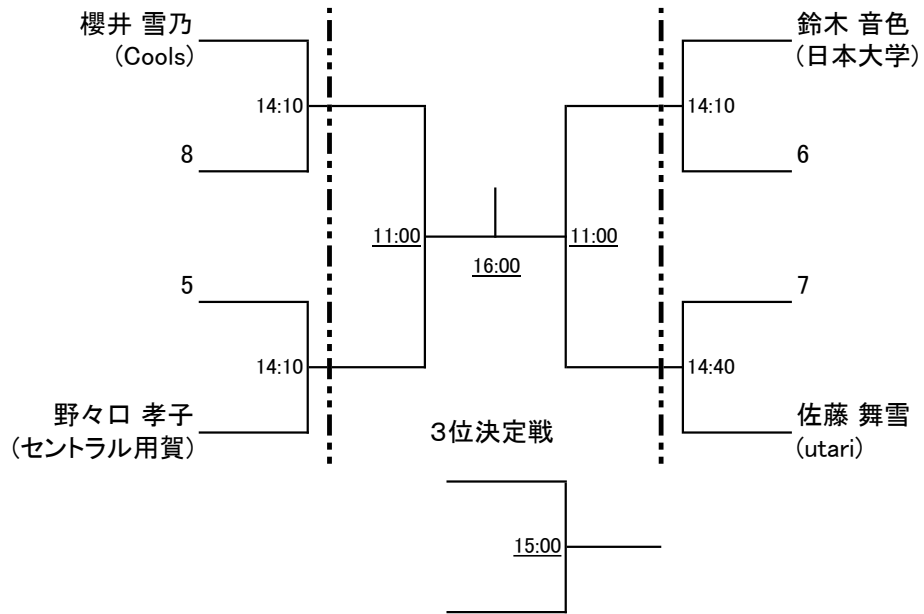 櫻井 雪乃
(Cools)
鈴木 音色
(日本大学)
14:10
14:10
8
6
11:00
11:00
16:00
5
7
14:10
14:40
野々口 孝子
(セントラル用賀)
3位決定戦
佐藤 舞雪
(utari)
15:00